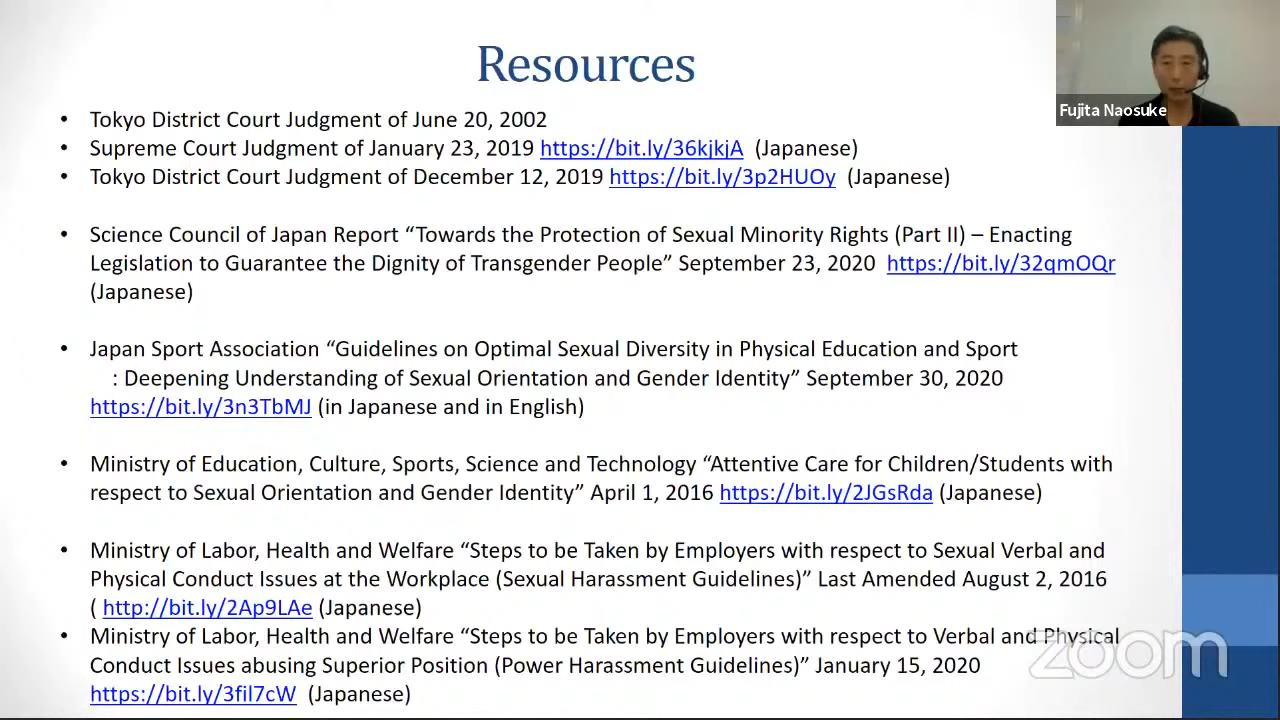 Resources
Fujita Naosuke
• Tokyo District Court Judgment of June 20, 2002
• Supreme Court Judgment of January 23, 2019 https://bit.ly/36kjkjA (Japanese)
• Tokyo District Court Judgment of December 12, 2019 https://bit.ly/3p2HUOy (Japanese)
• Science Council of Japan Report “Towards the Protection of Sexual Minority Rights (Part II) – Enacting
Legislation to Guarantee the Dignity of Transgender People” September 23, 2020 https://bit.ly/32qmOQr
(Japanese)
• Japan Sport Association “Guidelines on Optimal Sexual Diversity in Physical Education and Sport
: Deepening Understanding of Sexual Orientation and Gender Identity” September 30, 2020
https://bit.ly/3n3TbMJ (in Japanese and in English)
• Ministry of Education, Culture, Sports, Science and Technology “Attentive Care for Children/Students with
respect to Sexual Orientation and Gender Identity” April 1, 2016 https://bit.ly/2JGsRda (Japanese)
• Ministry of Labor, Health and Welfare “Steps to be Taken by Employers with respect to Sexual Verbal and
Physical Conduct Issues at the Workplace (Sexual Harassment Guidelines)” Last Amended August 2, 2016
( http://bit.ly/2Ap9LAe (Japanese)
• Ministry of Labor, Health and Welfare “Steps to be Taken by Employers with respect to Verbal and Physical
Conduct Issues abusing Superior Position (Power Harassment Guidelines)” January 15, 2020
https://bit.ly/3fil7cW (Japanese)
zoom